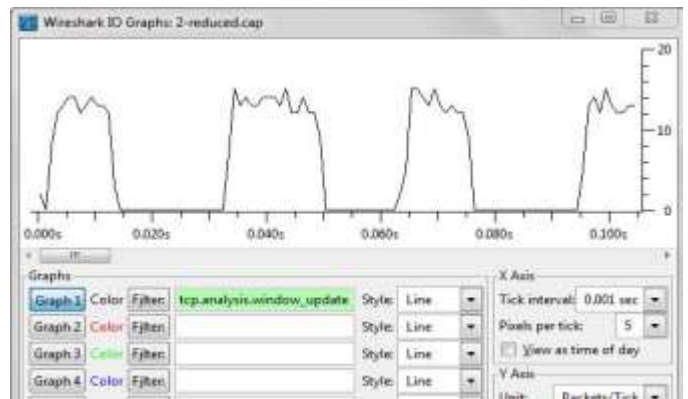 Wireshark IO Graphs: 2-reduced.cap
20
10
0
0.000s 0.020s 0.040s 0.060s 0.080s 0.100s
Graphs
Graph 1 Color Filter: tcp.analysis.window_update Style: Line
Graph 2 Color Filter: Style: Line
Graph 3 Color Filter: Style: Line
Graph 4 Color Filter: Style: Line
X Axis
Tick interval: 0.001 sec
Pixels per tick: 5
View as time of day
Y Axis
Unit: Packets/Tick